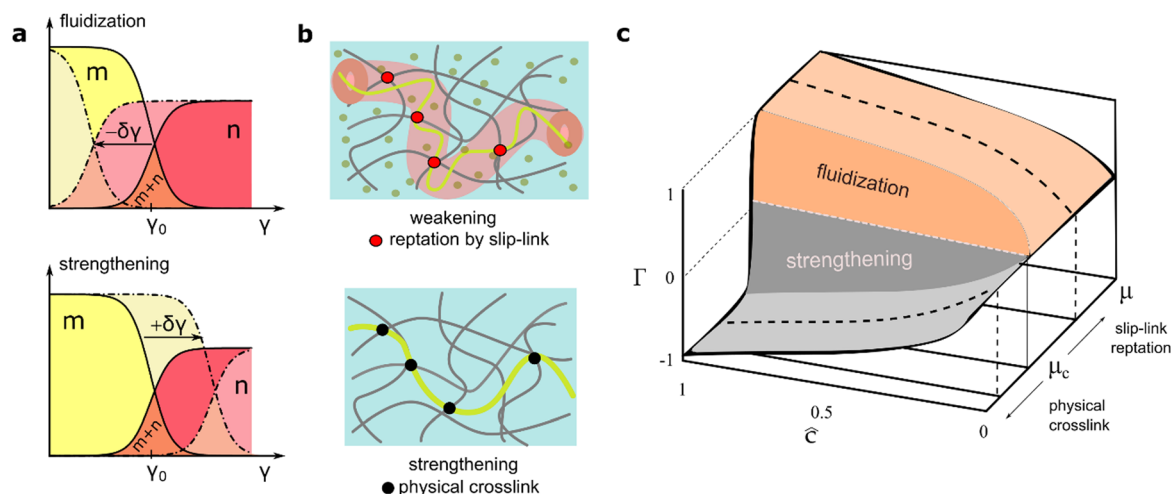 a
fluidization
m
n
−δγ
m+n
γ₀
γ
strengthening
m
+δγ
n
m+n
γ₀
γ
b
weakening
reptation by slip-link
strengthening
physical crosslink
c
1
Γ
0
-1
fluidization
strengthening
1
0.5
ĉ
0
μ
slip-link
reptation
μc
physical
crosslink